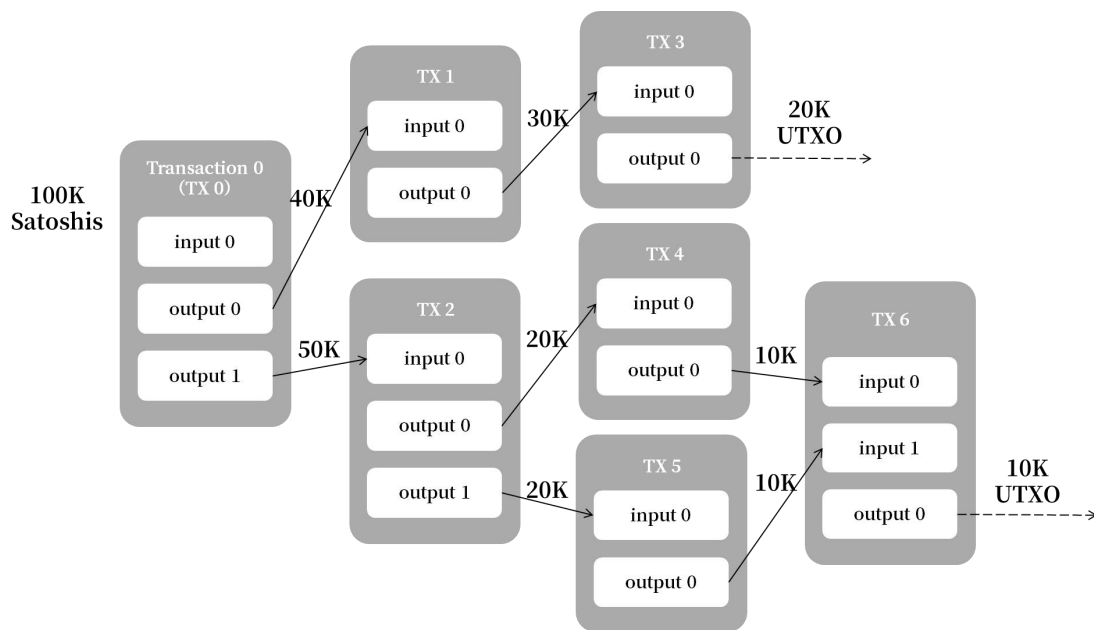 100K
Satoshis
Transaction 0
(TX 0)
input 0
output 0
output 1
40K
50K
TX 1
input 0
output 0
30K
TX 2
input 0
output 0
output 1
20K
20K
TX 3
input 0
output 0
20K
UTXO
TX 4
input 0
output 0
10K
TX 5
input 0
output 0
10K
TX 6
input 0
input 1
output 0
10K
UTXO